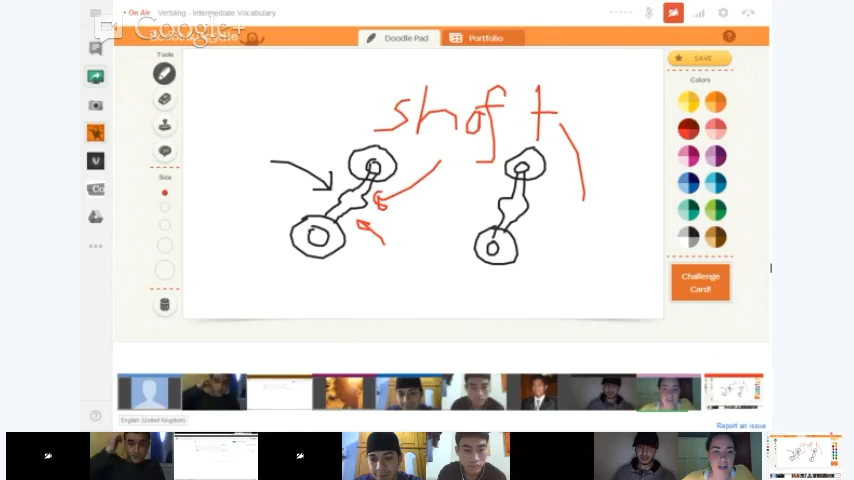 • On Air Verbling - Intermediate Vocabulary
Google+
Doodle Pad
Portfolio
?
Tools
SAVE
Colors
shaft
Size
Challenge
Card!
English (United Kingdom)
Report an issue